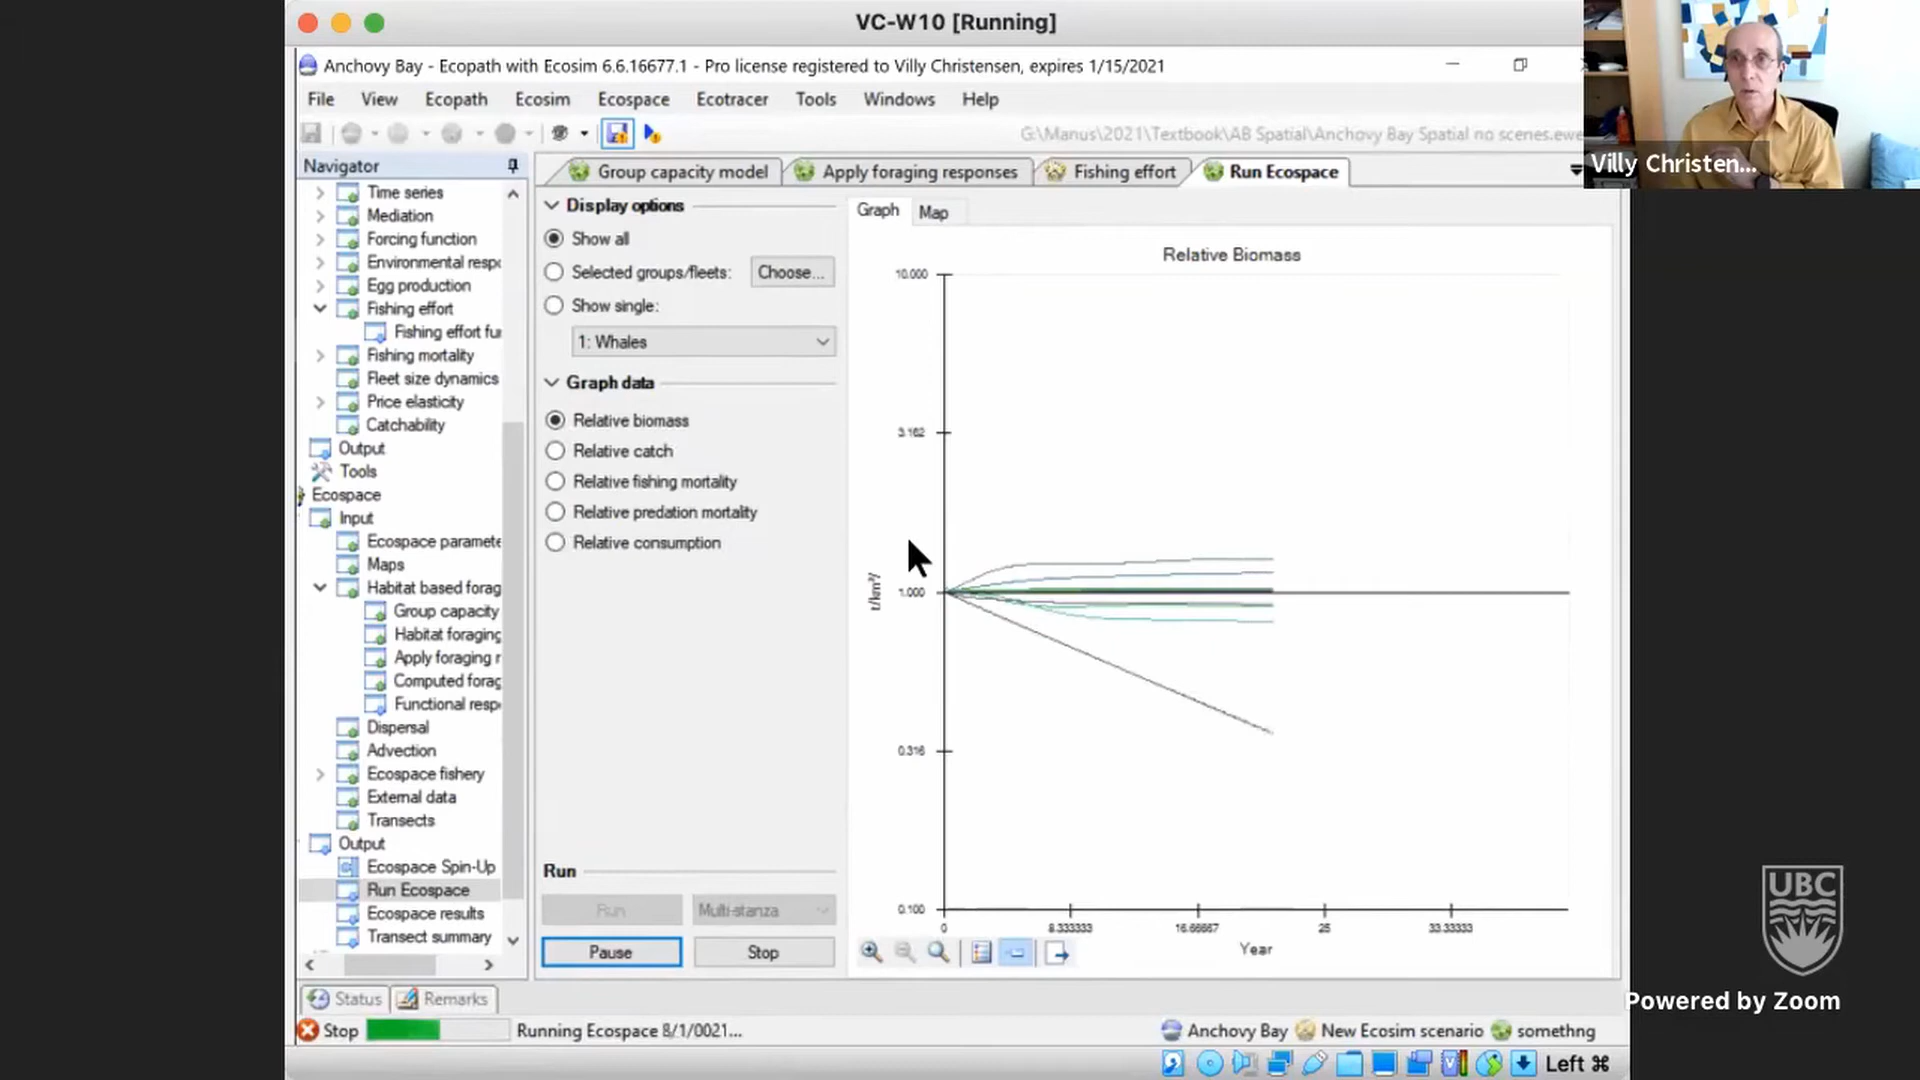 VC-W10 [Running]
Anchovy Bay - Ecopath with Ecosim 6.6.16677.1 - Pro license registered to Villy Christensen, expires 1/15/2021
File View Ecopath Ecosim Ecospace Ecotracer Tools Windows Help
G:\Manus\2021\Textbook\AB Spatial\Anchovy Bay Spatial no scenes.ewe
Villy Christen...
Navigator
Time series
Mediation
Forcing function
Environmental respo
Egg production
Fishing effort
Fishing effort fun
Fishing mortality
Fleet size dynamics
Price elasticity
Catchability
Output
Tools
Ecospace
Input
Ecospace paramete
Maps
Habitat based forag
Group capacity
Habitat foraging
Apply foraging r
Computed forag
Functional resp
Dispersal
Advection
Ecospace fishery
External data
Transects
Output
Ecospace Spin-Up
Run Ecospace
Ecospace results
Transect summary
Group capacity model Apply foraging responses Fishing effort Run Ecospace
Display options
Show all
Selected groups/fleets: Choose...
Show single:
1: Whales
Graph data
Relative biomass
Relative catch
Relative fishing mortality
Relative predation mortality
Relative consumption
Run
Run Multi-stanza
Pause Stop
Graph Map
Relative Biomass
10.000
3.162
t/km²/
1.000
0.316
0.100
0 8.333333 16.66667 25 33.33333
Year
UBC
Powered by Zoom
Status Remarks
Stop Running Ecospace 8/1/0021... Anchovy Bay New Ecosim scenario somethng
Left ⌘